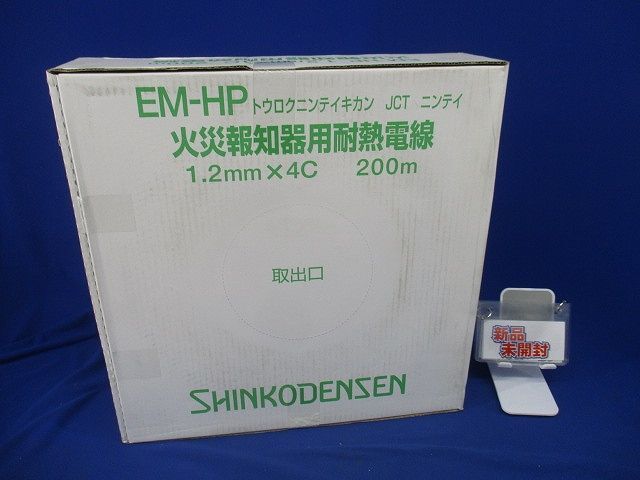 EM-HP トウロクニンテイキカン JCT ニンテイ
火災報知器用耐熱電線
1.2mm×4C 200m
取出口
SHINKODENSEN
新品
未開封